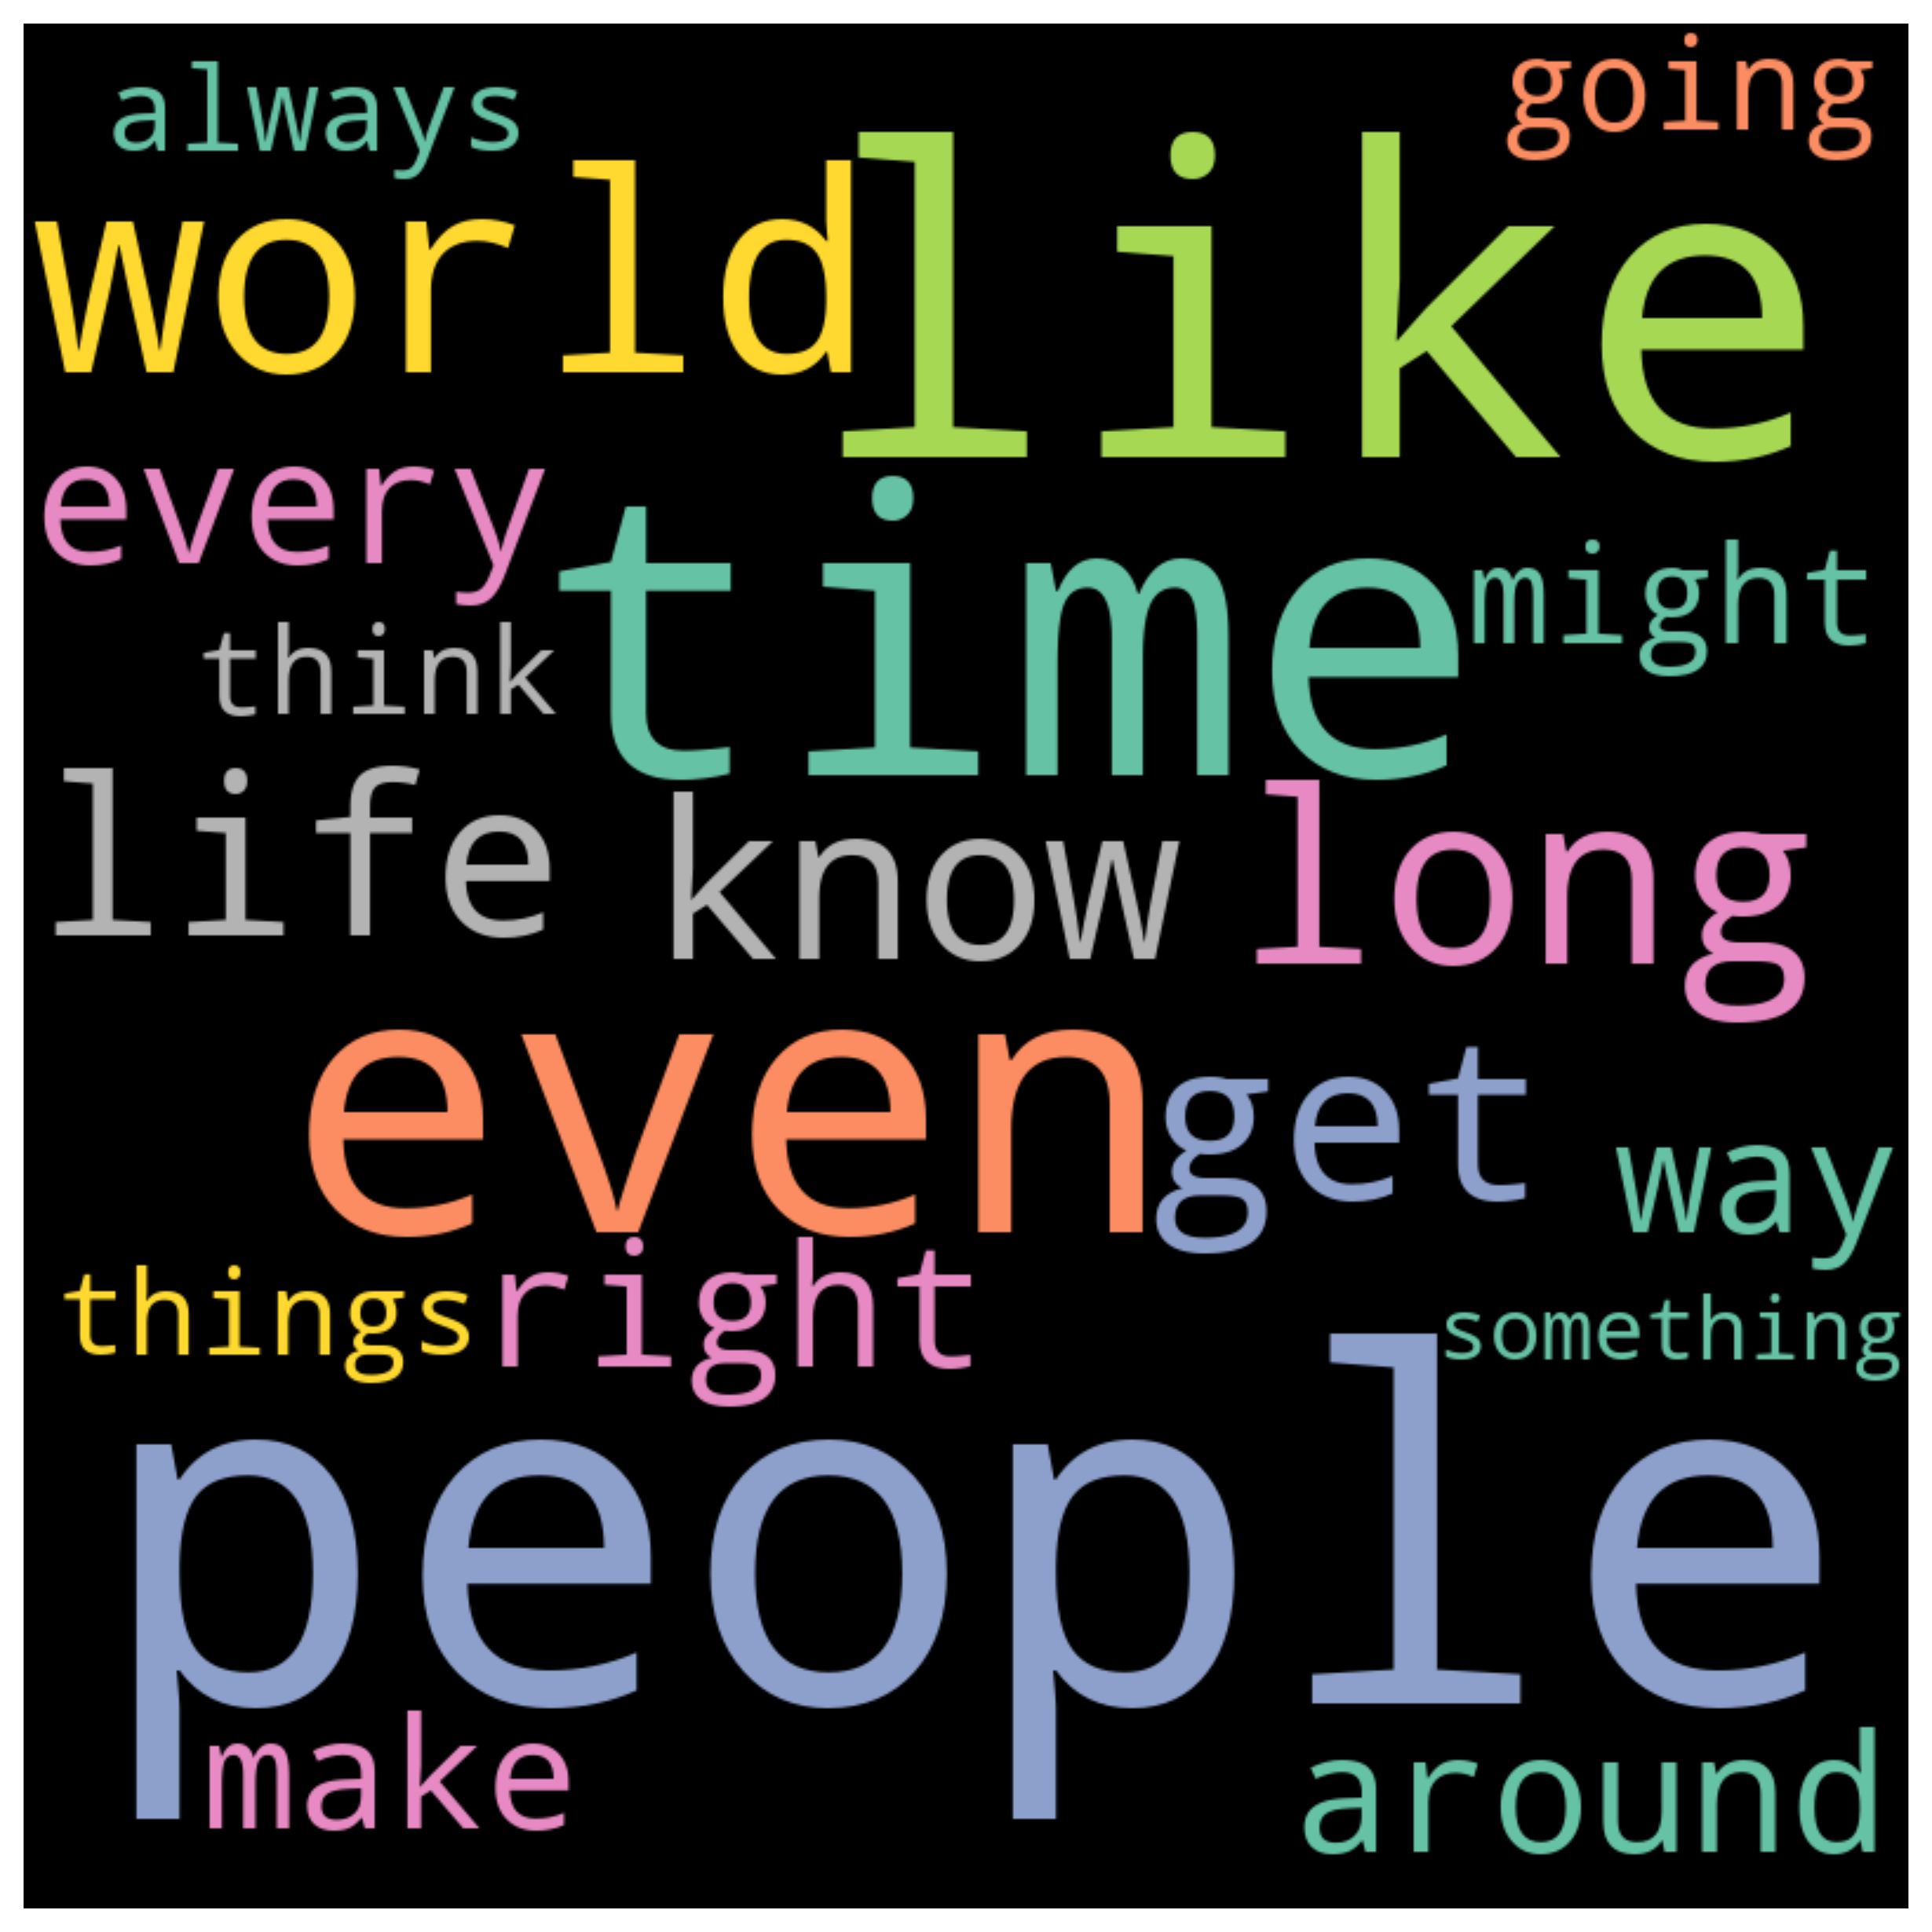 always going
world like
every time might
think
life know long
even get way
things right something
people
make around